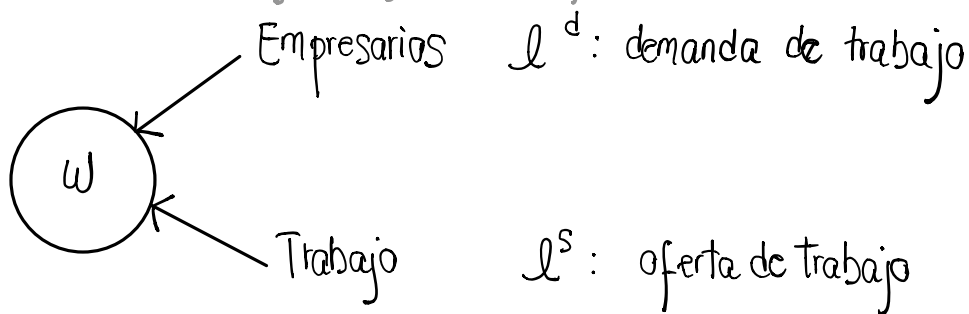 Empresarios ℓ^d : demanda de trabajo
ω
Trabajo ℓ^s : oferta de trabajo